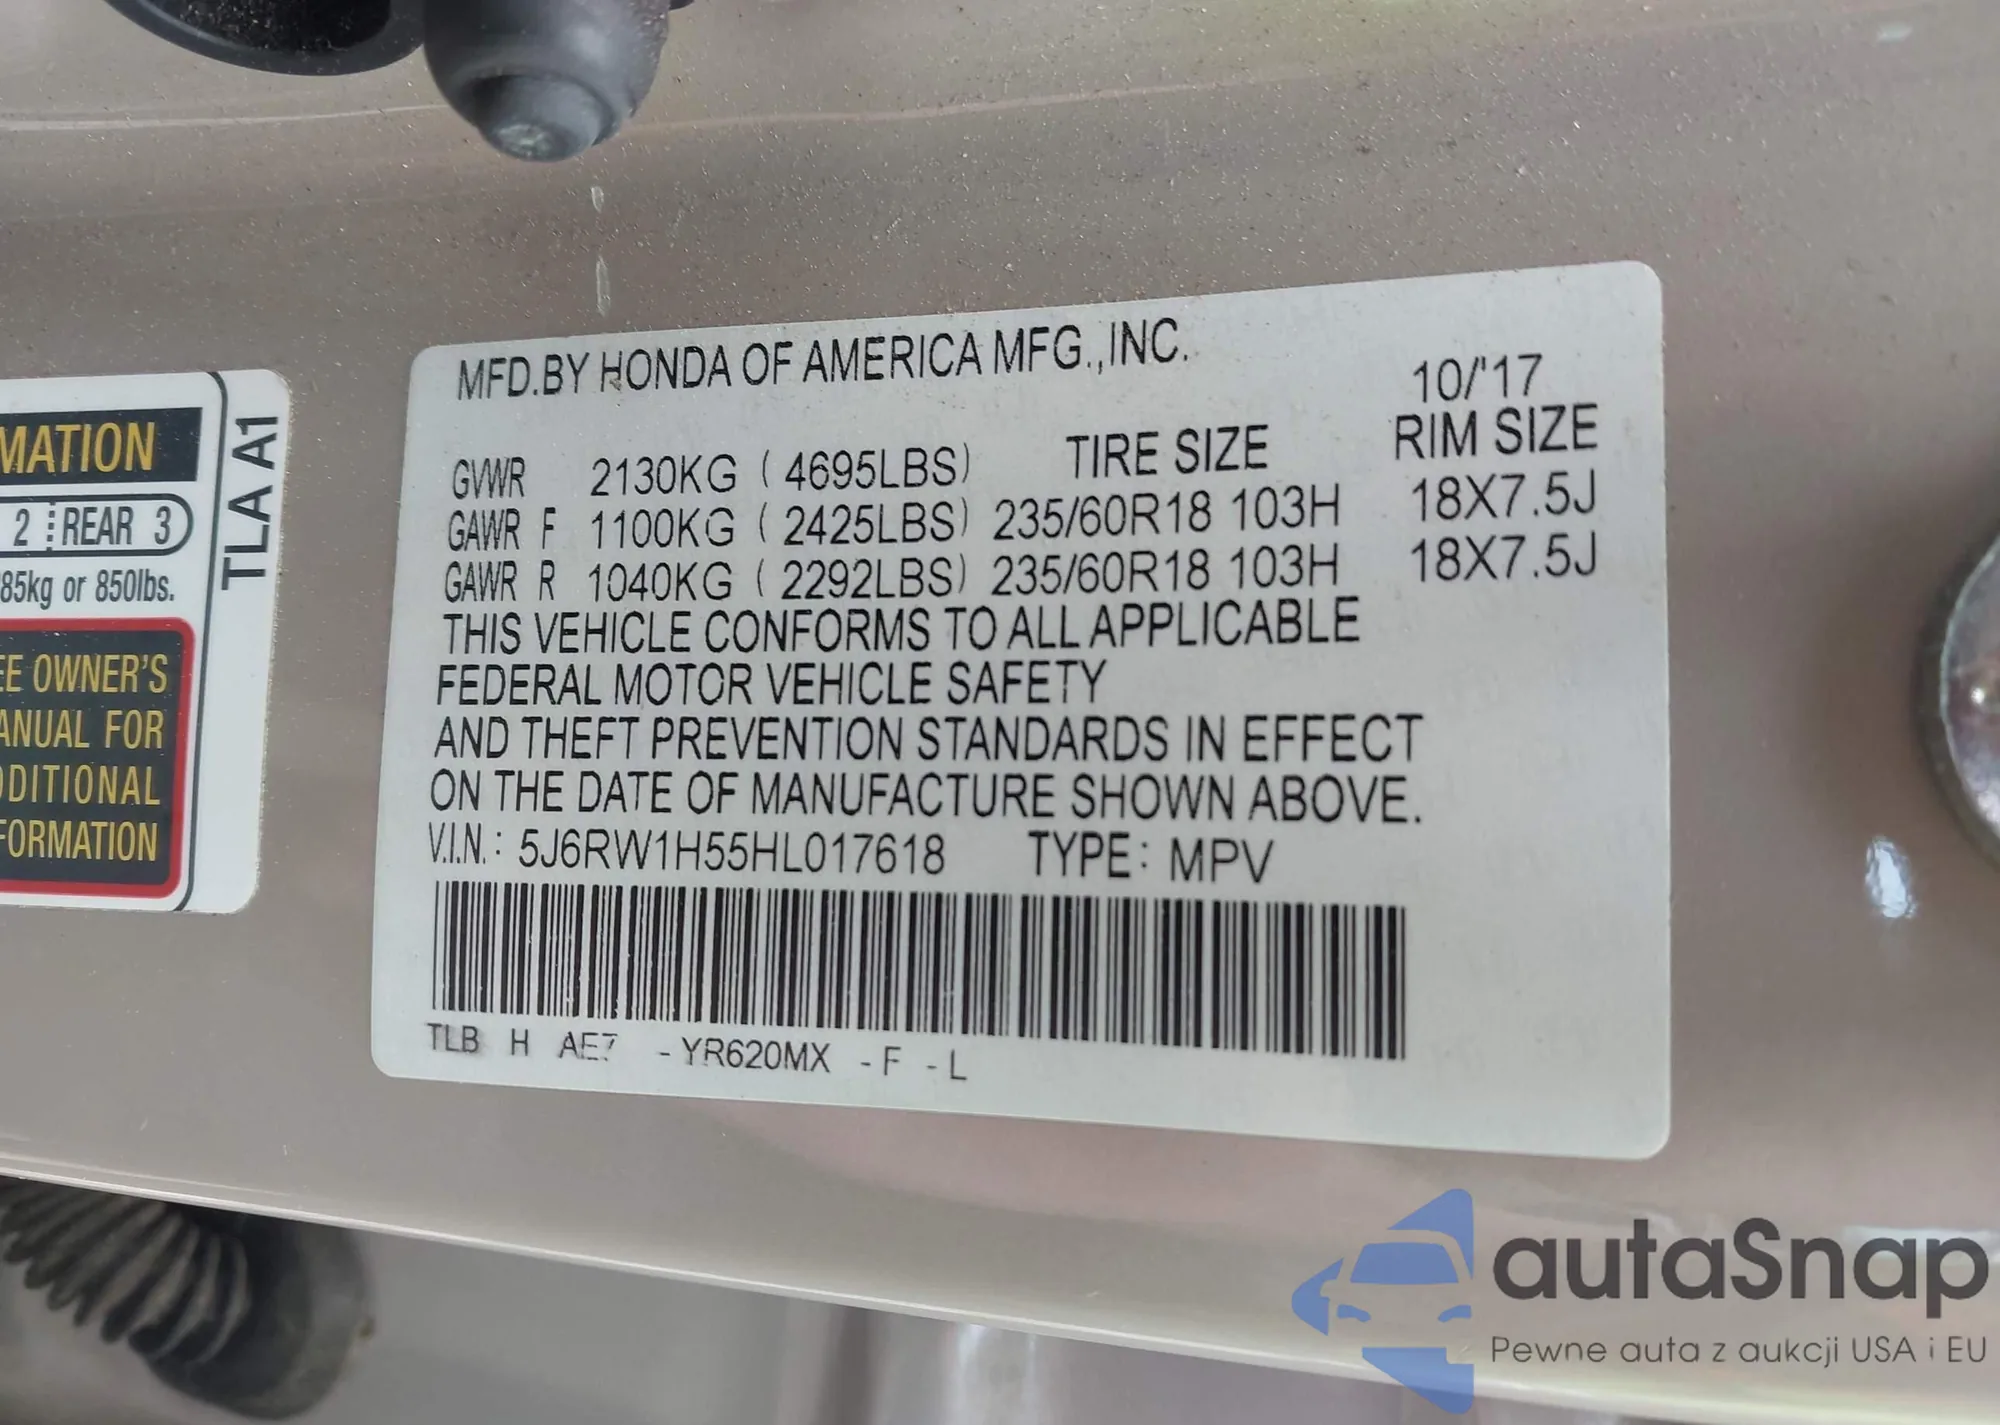 MATION
2 REAR 3
85kg or 850lbs.
EE OWNER'S
ANUAL FOR
DDITIONAL
FORMATION
TLA A1
MFD.BY HONDA OF AMERICA MFG.,INC.
10/'17
GVWR 2130KG ( 4695LBS) TIRE SIZE RIM SIZE
GAWR F 1100KG ( 2425LBS) 235/60R18 103H 18X7.5J
GAWR R 1040KG ( 2292LBS) 235/60R18 103H 18X7.5J
THIS VEHICLE CONFORMS TO ALL APPLICABLE
FEDERAL MOTOR VEHICLE SAFETY
AND THEFT PREVENTION STANDARDS IN EFFECT
ON THE DATE OF MANUFACTURE SHOWN ABOVE.
V.I.N.: 5J6RW1H55HL017618 TYPE: MPV
TLB H AE7 -YR620MX -F -L
autaSnap
Pewne auta z aukcji USA i EU